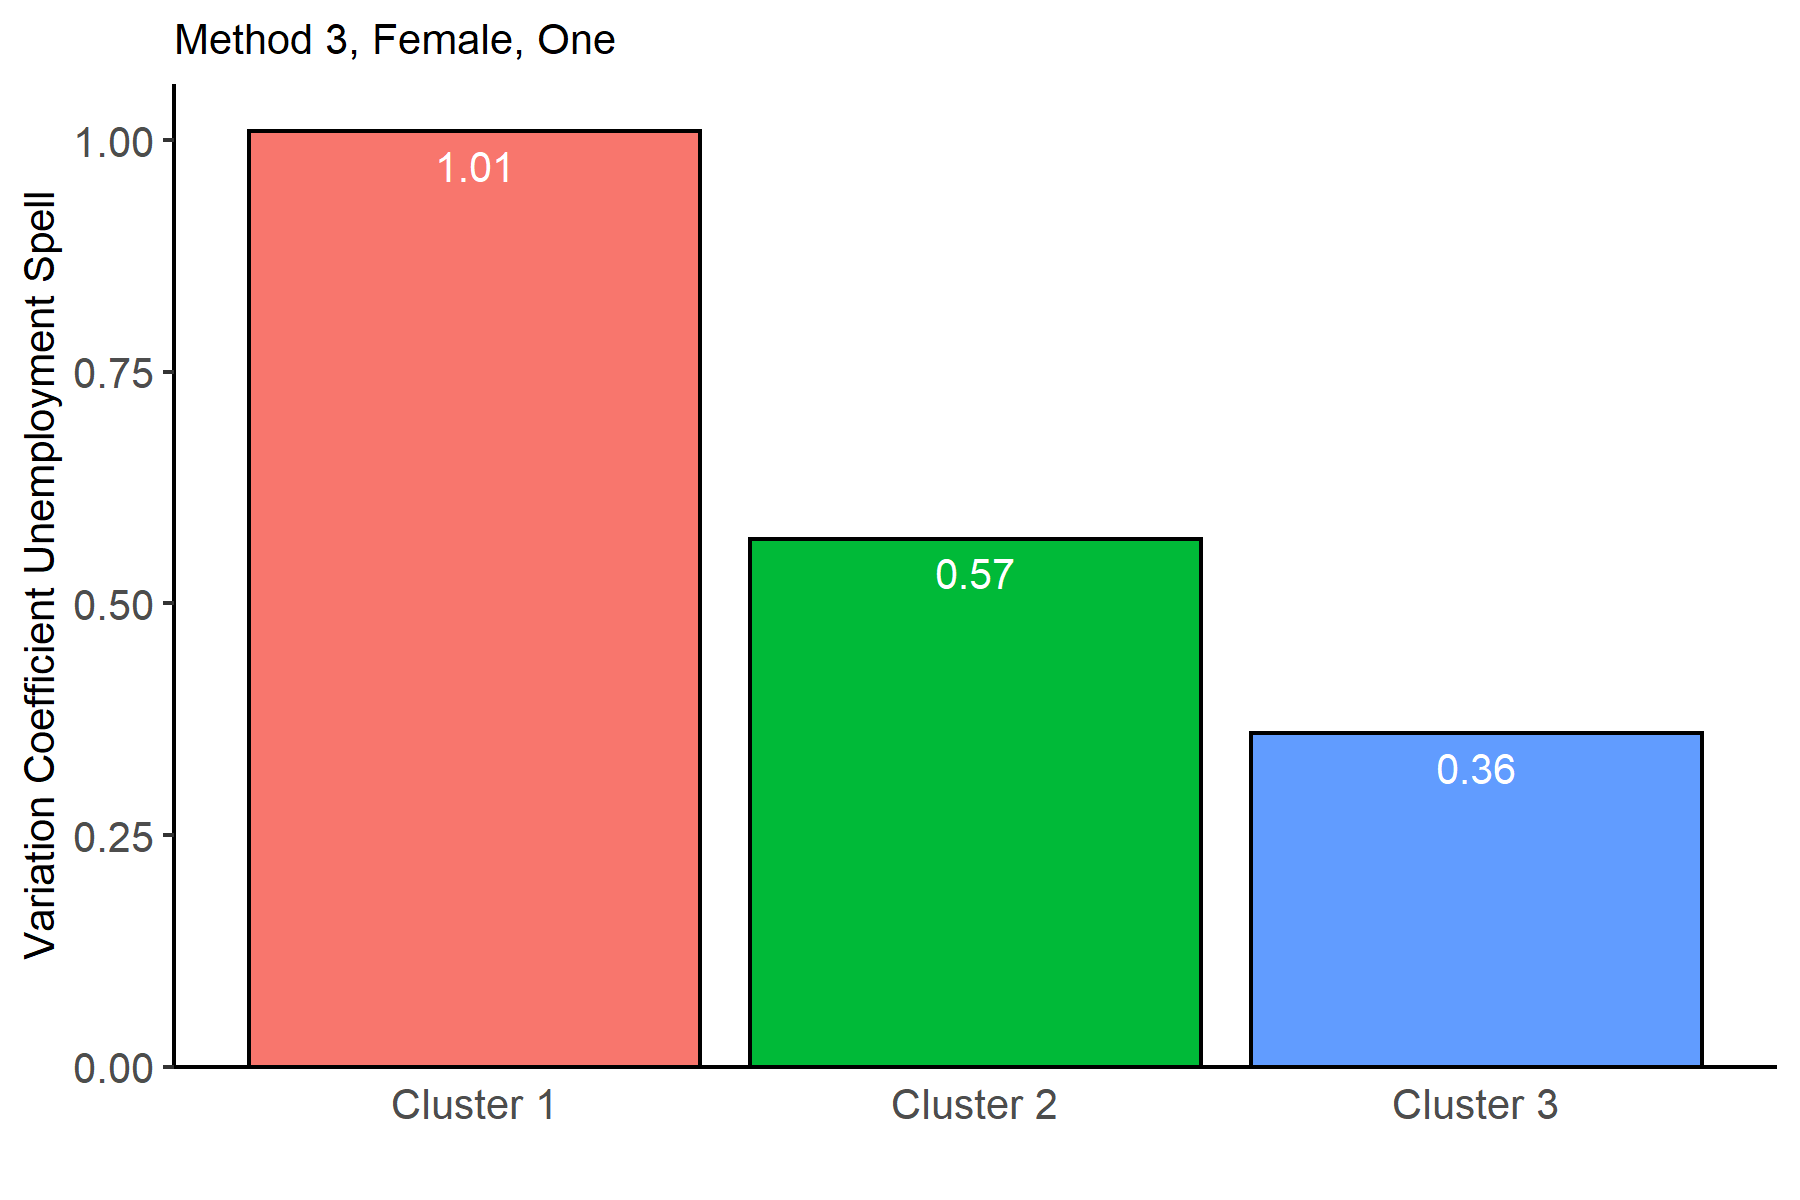 Method 3, Female, One
Variation Coefficient Unemployment Spell
1.00
0.75
0.50
0.25
0.00
1.01
0.57
0.36
Cluster 1
Cluster 2
Cluster 3